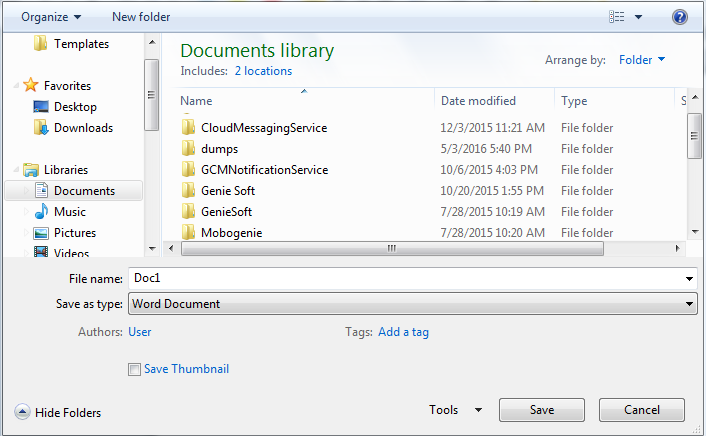 Organize New folder
Templates
Favorites
Desktop
Downloads
Libraries
Documents
Music
Pictures
Videos
Documents library
Includes: 2 locations
Arrange by: Folder
Name Date modified Type S
CloudMessagingService 12/3/2015 11:21 AM File folder
dumps 5/3/2016 5:40 PM File folder
GCMNotificationService 10/6/2015 4:03 PM File folder
Genie Soft 10/20/2015 1:55 PM File folder
GenieSoft 7/28/2015 10:19 AM File folder
Mobogenie 7/28/2015 10:20 AM File folder
File name: Doc1
Save as type: Word Document
Authors: User Tags: Add a tag
Save Thumbnail
Hide Folders Tools Save Cancel